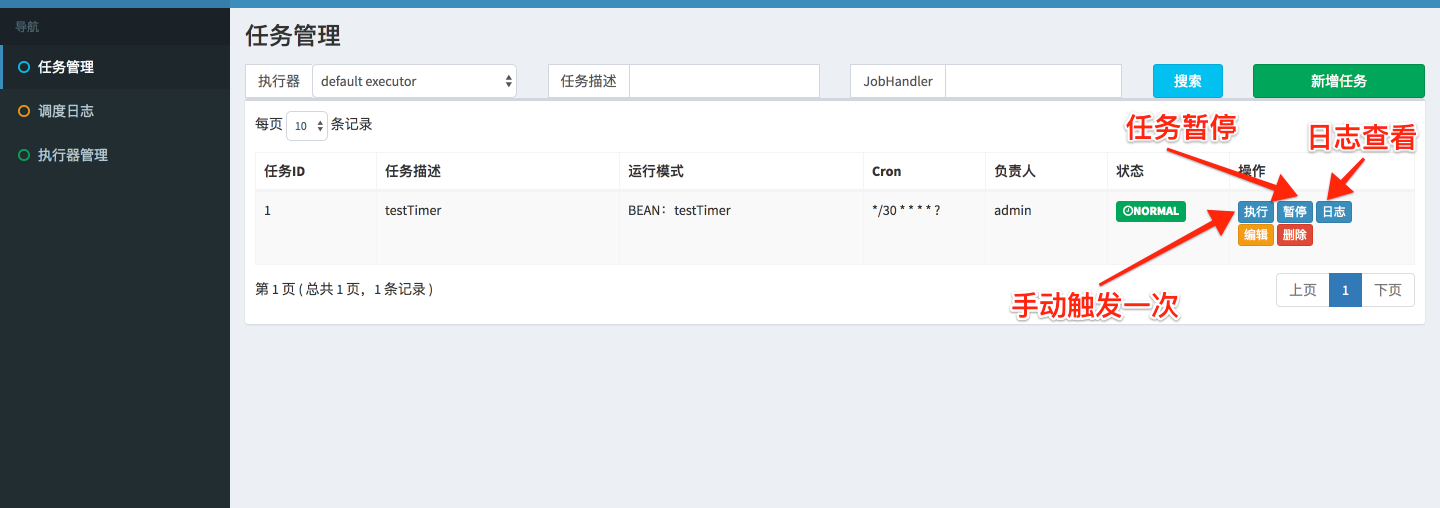 导航
任务管理
调度日志
执行器管理
任务管理
执行器 default executor 任务描述 JobHandler 搜索 新增任务
每页 10 条记录
任务暂停
日志查看
任务ID 任务描述 运行模式 Cron 负责人 状态 操作
1 testTimer BEAN：testTimer */30 * * * * ? admin NORMAL 执行 暂停 日志
编辑 删除
第 1 页 ( 总共 1 页，1 条记录 ) 上页 1 下页
手动触发一次